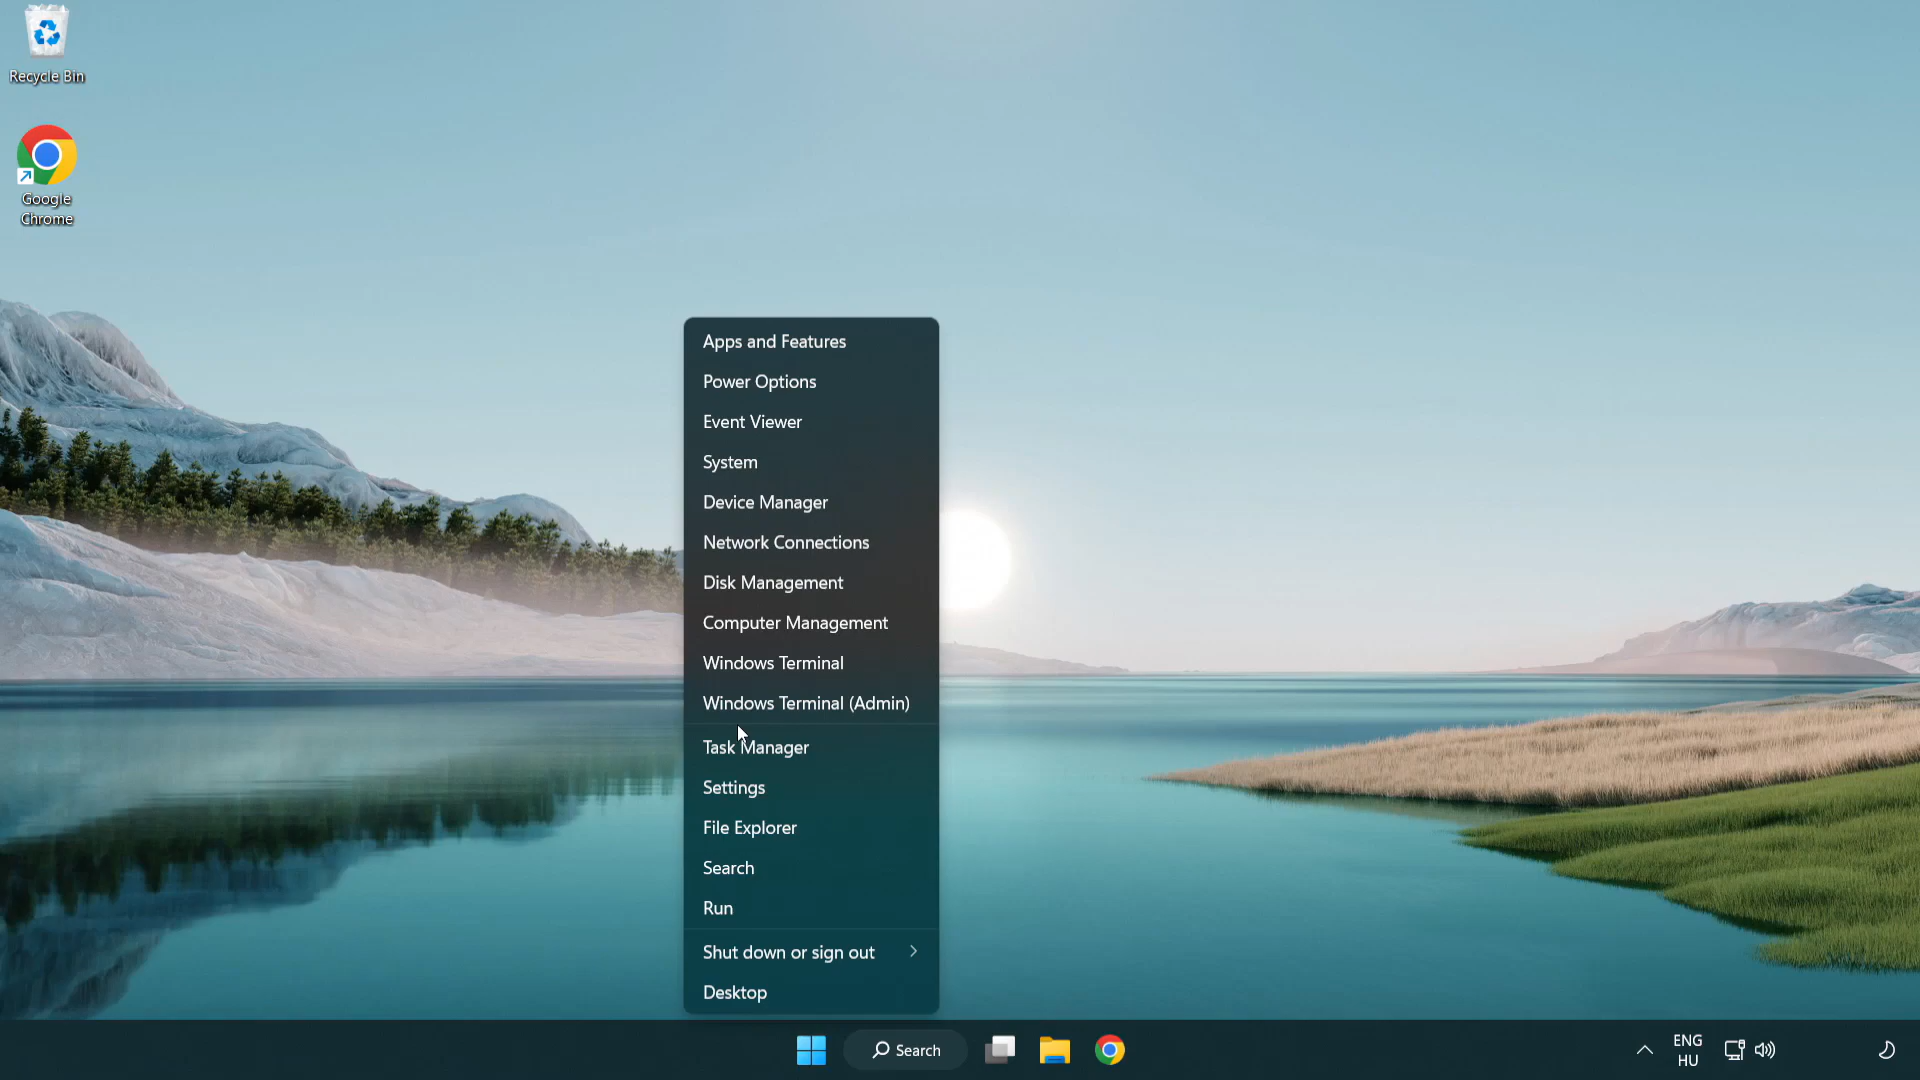 Recycle Bin
Google
Chrome
Apps and Features
Power Options
Event Viewer
System
Device Manager
Network Connections
Disk Management
Computer Management
Windows Terminal
Windows Terminal (Admin)
Task Manager
Settings
File Explorer
Search
Run
Shut down or sign out
Desktop
Search
ENG
HU